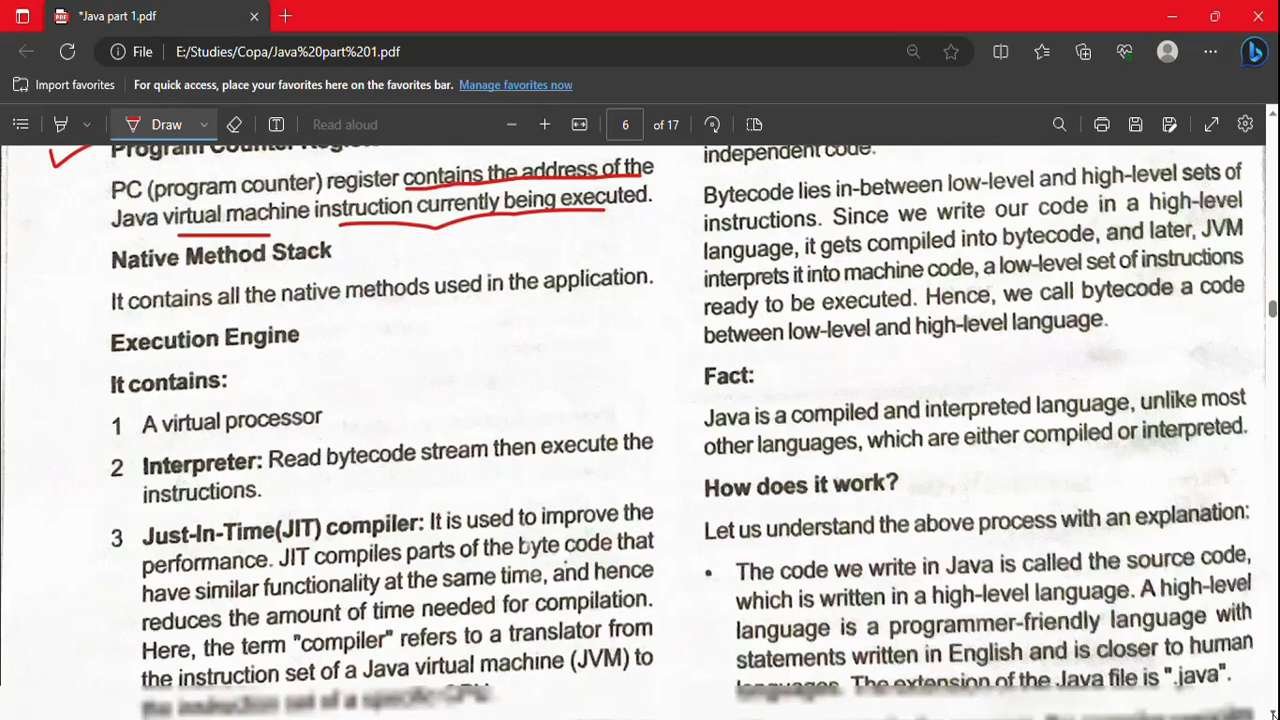 *Java part 1.pdf
File
E:/Studies/Copa/Java%20part%201.pdf
Import favorites
For quick access, place your favorites here on the favorites bar. Manage favorites now
Draw
Read aloud
6 of 17
Program Counter Regist
PC (program counter) register contains the address of the
Java virtual machine instruction currently being executed.
Native Method Stack
It contains all the native methods used in the application.
Execution Engine
It contains:
1 A virtual processor
2 Interpreter: Read bytecode stream then execute the
instructions.
3 Just-In-Time(JIT) compiler: It is used to improve the
performance. JIT compiles parts of the byte code that
have similar functionality at the same time, and hence
reduces the amount of time needed for compilation.
Here, the term "compiler" refers to a translator from
the instruction set of a Java virtual machine (JVM) to
the instruction set of a specific CPU.
independent code.
Bytecode lies in-between low-level and high-level sets of
instructions. Since we write our code in a high-level
language, it gets compiled into bytecode, and later, JVM
interprets it into machine code, a low-level set of instructions
ready to be executed. Hence, we call bytecode a code
between low-level and high-level language.
Fact:
Java is a compiled and interpreted language, unlike most
other languages, which are either compiled or interpreted.
How does it work?
Let us understand the above process with an explanation:
• The code we write in Java is called the source code,
which is written in a high-level language. A high-level
language is a programmer-friendly language with
statements written in English and is closer to human
languages. The extension of the Java file is ".java".